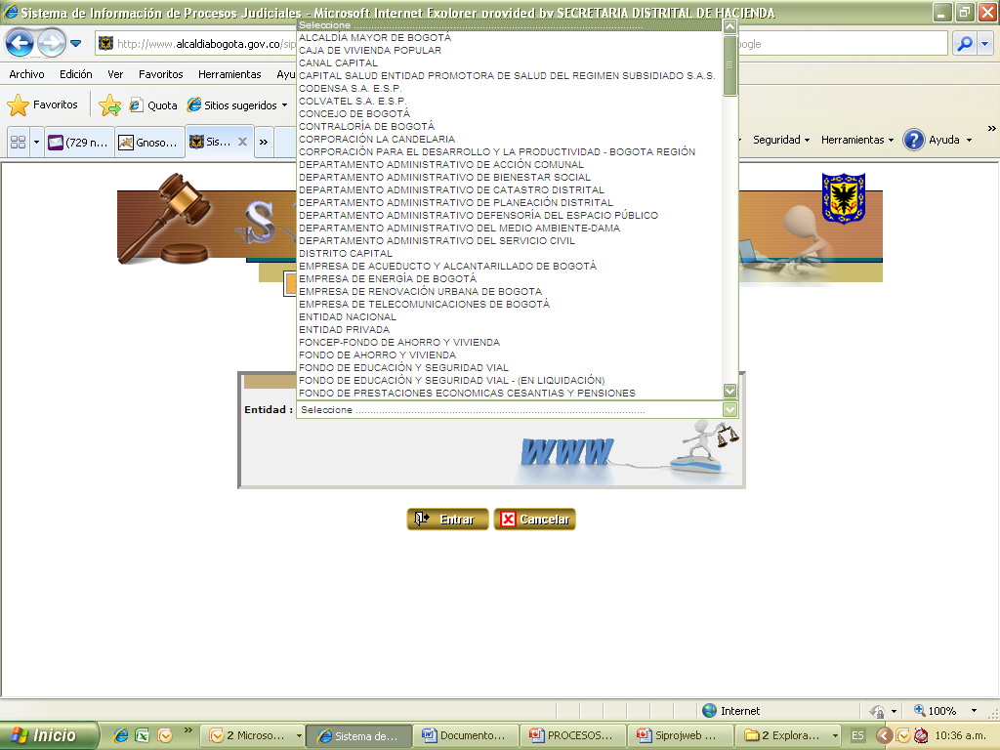 Sistema de Información de Procesos Judiciales - Microsoft Internet Explorer provided by SECRETARIA DISTRITAL DE HACIENDA
http://www.alcaldiabogota.gov.co/sip
oogle
Archivo Edición Ver Favoritos Herramientas Ayu
Favoritos Quota Sitios sugeridos
(729 n... Gnoso... Sis... X »
Seguridad Herramientas Ayuda »
S
Seleccione
ALCALDÍA MAYOR DE BOGOTÁ
CAJA DE VIVIENDA POPULAR
CANAL CAPITAL
CAPITAL SALUD ENTIDAD PROMOTORA DE SALUD DEL REGIMEN SUBSIDIADO S.A.S.
CODENSA S.A. E.S.P.
COLVATEL S.A. E.S.P.
CONCEJO DE BOGOTÁ
CONTRALORÍA DE BOGOTÁ
CORPORACIÓN LA CANDELARIA
CORPORACIÓN PARA EL DESARROLLO Y LA PRODUCTIVIDAD - BOGOTA REGIÓN
DEPARTAMENTO ADMINISTRATIVO DE ACCIÓN COMUNAL
DEPARTAMENTO ADMINISTRATIVO DE BIENESTAR SOCIAL
DEPARTAMENTO ADMINISTRATIVO DE CATASTRO DISTRITAL
DEPARTAMENTO ADMINISTRATIVO DE PLANEACIÓN DISTRITAL
DEPARTAMENTO ADMINISTRATIVO DEFENSORÍA DEL ESPACIO PÚBLICO
DEPARTAMENTO ADMINISTRATIVO DEL MEDIO AMBIENTE-DAMA
DEPARTAMENTO ADMINISTRATIVO DEL SERVICIO CIVIL
DISTRITO CAPITAL
EMPRESA DE ACUEDUCTO Y ALCANTARILLADO DE BOGOTÁ
EMPRESA DE ENERGÍA DE BOGOTÁ
EMPRESA DE RENOVACIÓN URBANA DE BOGOTA
EMPRESA DE TELECOMUNICACIONES DE BOGOTÁ
ENTIDAD NACIONAL
ENTIDAD PRIVADA
FONCEP-FONDO DE AHORRO Y VIVIENDA
FONDO DE AHORRO Y VIVIENDA
FONDO DE EDUCACIÓN Y SEGURIDAD VIAL
FONDO DE EDUCACIÓN Y SEGURIDAD VIAL - (EN LIQUIDACIÓN)
FONDO DE PRESTACIONES ECONOMICAS CESANTIAS Y PENSIONES
Entidad : Seleccione ....................................................................................................
WWW
Entrar Cancelar
Internet 100%
Inicio » 2 Microso... Sistema de... Documento... PROCESOS... Siprojweb ... 2 Explora... ES 10:36 a.m.